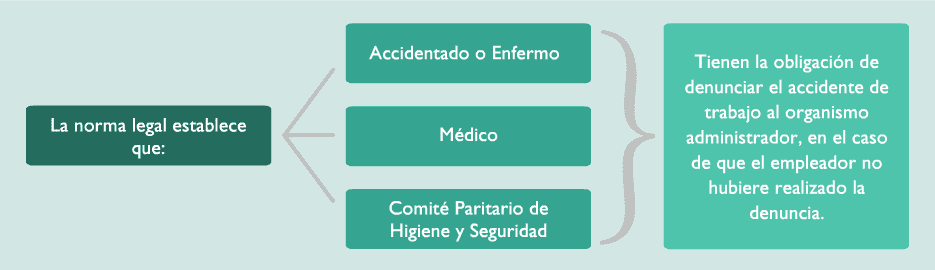 La norma legal establece
que:
Accidentado o Enfermo
Médico
Comité Paritario de
Higiene y Seguridad
Tienen la obligación de
denunciar el accidente de
trabajo al organismo
administrador, en el caso
de que el empleador no
hubiere realizado la
denuncia.